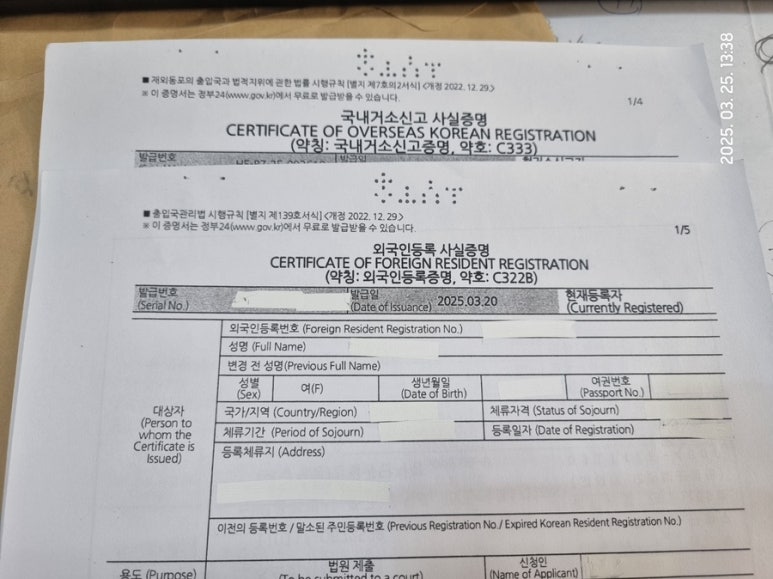 2025. 03. 25. 13:38
■ 재외동포의 출입국과 법적지위에 관한 법률 시행규칙 [별지 제7호의2서식] <개정 2022. 12. 29.>
※ 이 증명서는 정부24(www.gov.kr)에서 무료로 발급받을 수 있습니다.
1/4
국내거소신고 사실증명
CERTIFICATE OF OVERSEAS KOREAN REGISTRATION
(약칭: 국내거소신고증명, 약호: C333)
발급번호 발급일
■ 출입국관리법 시행규칙 [별지 제139호서식] <개정 2022. 12. 29.>
※ 이 증명서는 정부24(www.gov.kr)에서 무료로 발급받을 수 있습니다.
1/5
외국인등록 사실증명
CERTIFICATE OF FOREIGN RESIDENT REGISTRATION
(약칭: 외국인등록증명, 약호: C322B)
발급번호 발급일 현재등록자
(Serial No.) (Date of Issuance) 2025.03.20 (Currently Registered)
외국인등록번호 (Foreign Resident Registration No.)
성명 (Full Name)
변경 전 성명(Previous Full Name)
성별 여(F) 생년월일 여권번호
(Sex) (Date of Birth) (Passport No.)
대상자
(Person to
whom the
Certificate is
Issued)
국가/지역 (Country/Region) 체류자격 (Status of Sojourn)
체류기간 (Period of Sojourn) 등록일자 (Date of Registration)
등록체류지 (Address)
이전의 등록번호 / 말소된 주민등록번호 (Previous Registration No./ Expired Korean Resident Registration No.)
용도 (Purpose) 법원 제출 신청인
(To be submitted to a court) (Name of Applicant)